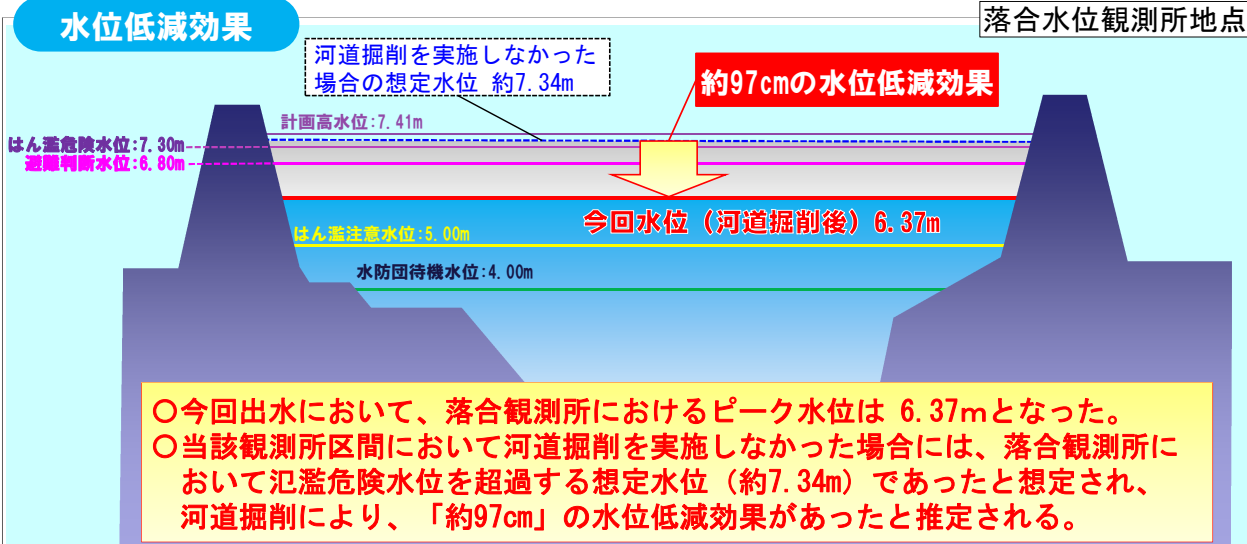 水位低減効果
落合水位観測所地点
河道掘削を実施しなかった
場合の想定水位 約7.34m
約97cmの水位低減効果
計画高水位:7.41m
はん濫危険水位:7.30m
避難判断水位:6.80m
今回水位（河道掘削後）6.37m
はん濫注意水位:5.00m
水防団待機水位:4.00m
〇今回出水において、落合観測所におけるピーク水位は 6.37ｍとなった。
〇当該観測所区間において河道掘削を実施しなかった場合には、落合観測所に
おいて氾濫危険水位を超過する想定水位（約7.34m）であったと想定され、
河道掘削により、「約97cm」の水位低減効果があったと推定される。